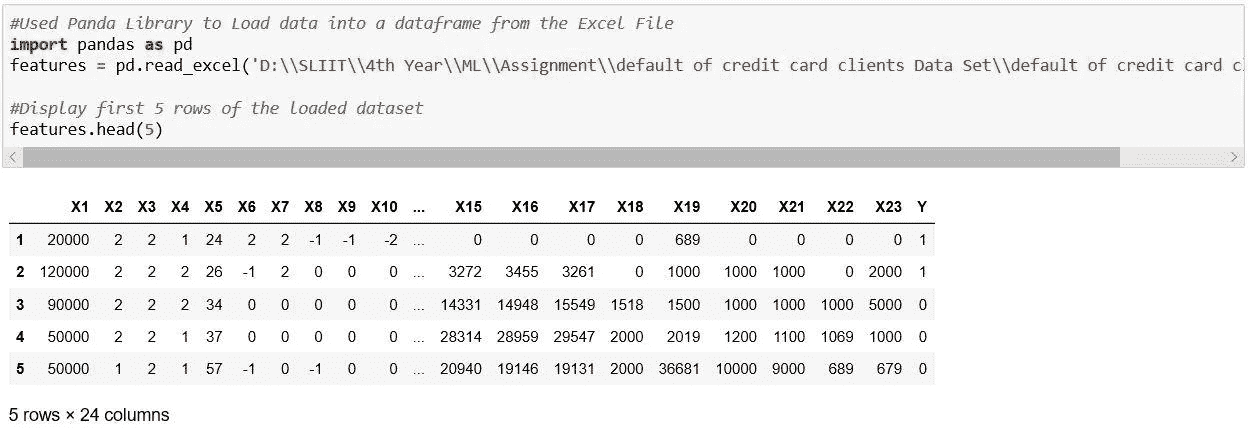 #Used Panda Library to Load data into a dataframe from the Excel File
import pandas as pd
features = pd.read_excel('D:\\SLIIT\\4th Year\\ML\\Assignment\\default of credit card clients Data Set\\default of credit card c
#Display first 5 rows of the loaded dataset
features.head(5)
X1 X2 X3 X4 X5 X6 X7 X8 X9 X10 ... X15 X16 X17 X18 X19 X20 X21 X22 X23 Y
1 20000 2 2 1 24 2 2 -1 -1 -2 ... 0 0 0 0 689 0 0 0 0 1
2 120000 2 2 2 26 -1 2 0 0 0 ... 3272 3455 3261 0 1000 1000 1000 0 2000 1
3 90000 2 2 2 34 0 0 0 0 0 ... 14331 14948 15549 1518 1500 1000 1000 1000 5000 0
4 50000 2 2 1 37 0 0 0 0 0 ... 28314 28959 29547 2000 2019 1200 1100 1069 1000 0
5 50000 1 2 1 57 -1 0 -1 0 0 ... 20940 19146 19131 2000 36681 10000 9000 689 679 0
5 rows × 24 columns